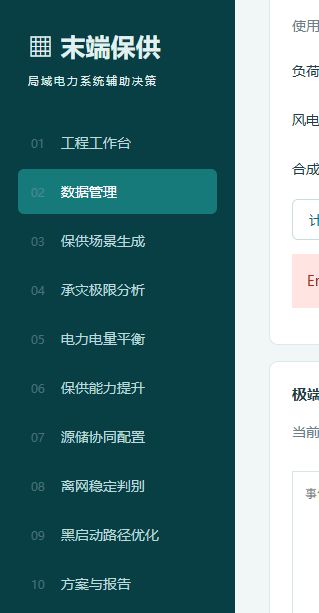 末端保供
局域电力系统辅助决策
01 工程工作台
02 数据管理
03 保供场景生成
04 承灾极限分析
05 电力电量平衡
06 保供能力提升
07 源储协同配置
08 离网稳定判别
09 黑启动路径优化
10 方案与报告
使用
负荷
风电
合成
计
Er
极端
当前